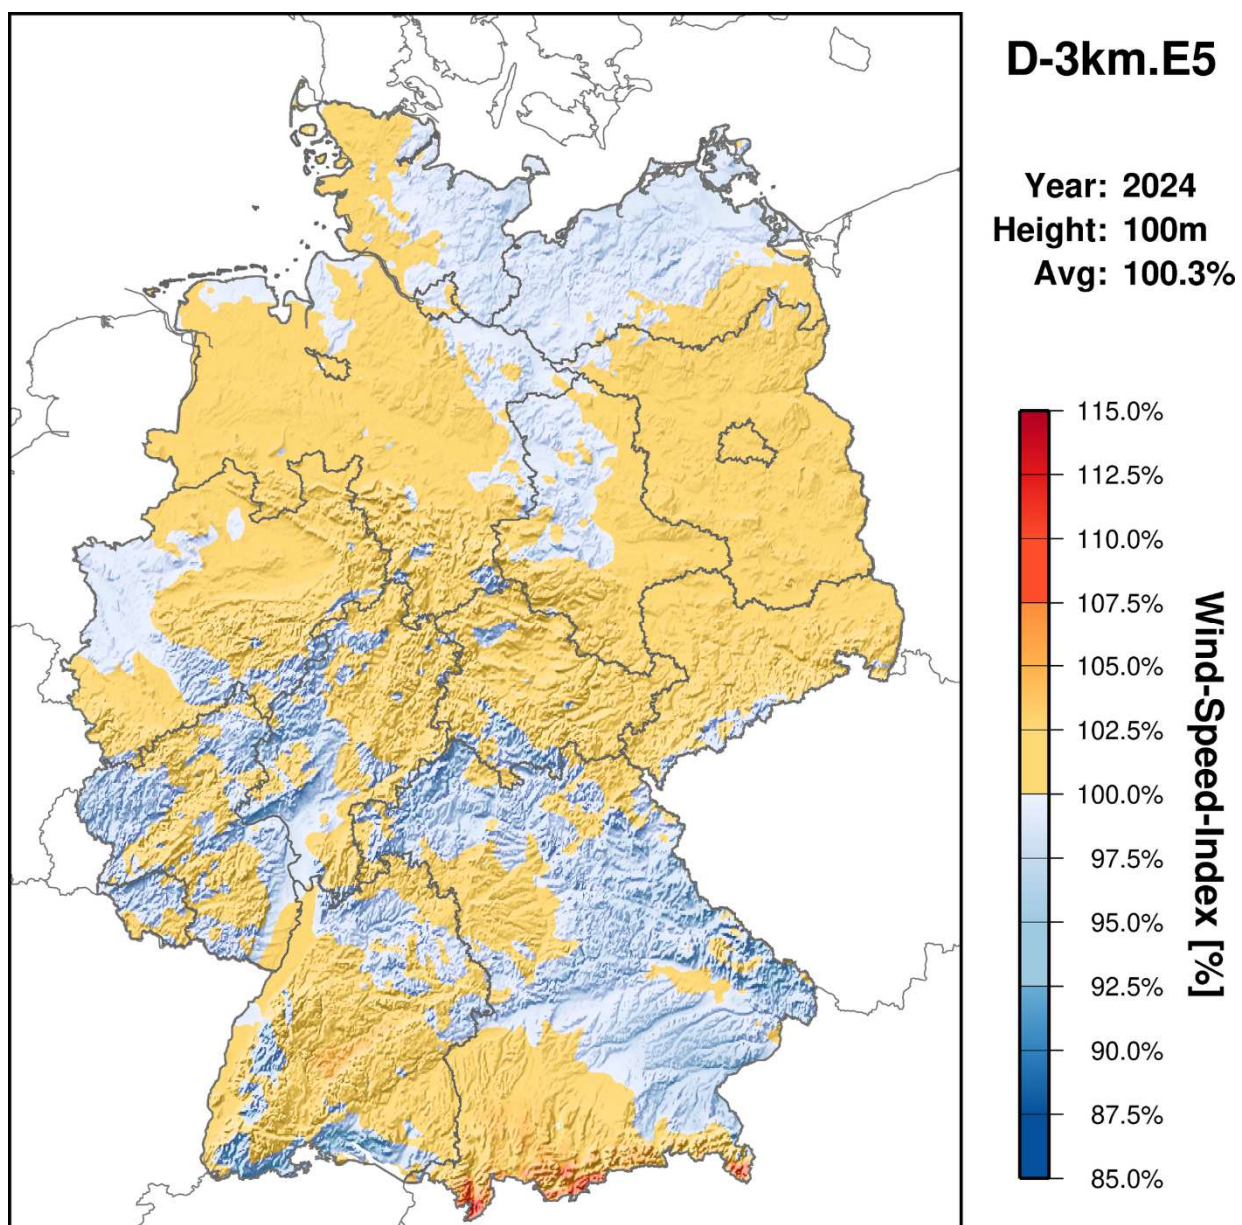 D-3km.E5
Year: 2024
Height: 100m
Avg: 100.3%
115.0%
112.5%
110.0%
107.5%
105.0%
102.5%
100.0%
97.5%
95.0%
92.5%
90.0%
87.5%
85.0%
Wind-Speed-Index [%]